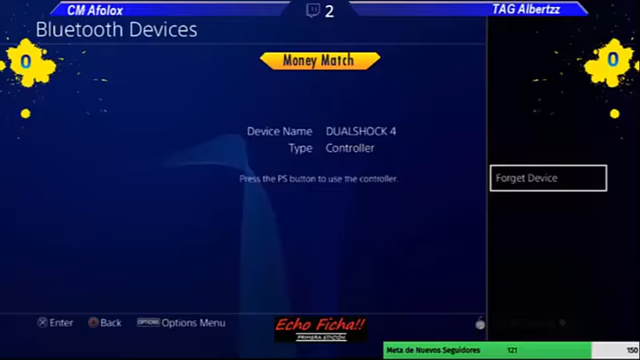 CM Afolox
2
TAG Albertzz
Bluetooth Devices
0
Money Match
0
Device Name DUALSHOCK 4
Type Controller
Press the PS button to use the controller.
Forget Device
Enter
Back
OPTIONS Options Menu
Echo Ficha!!
PRIMERA EDICIÓN
Meta de Nuevos Seguidores 121 150